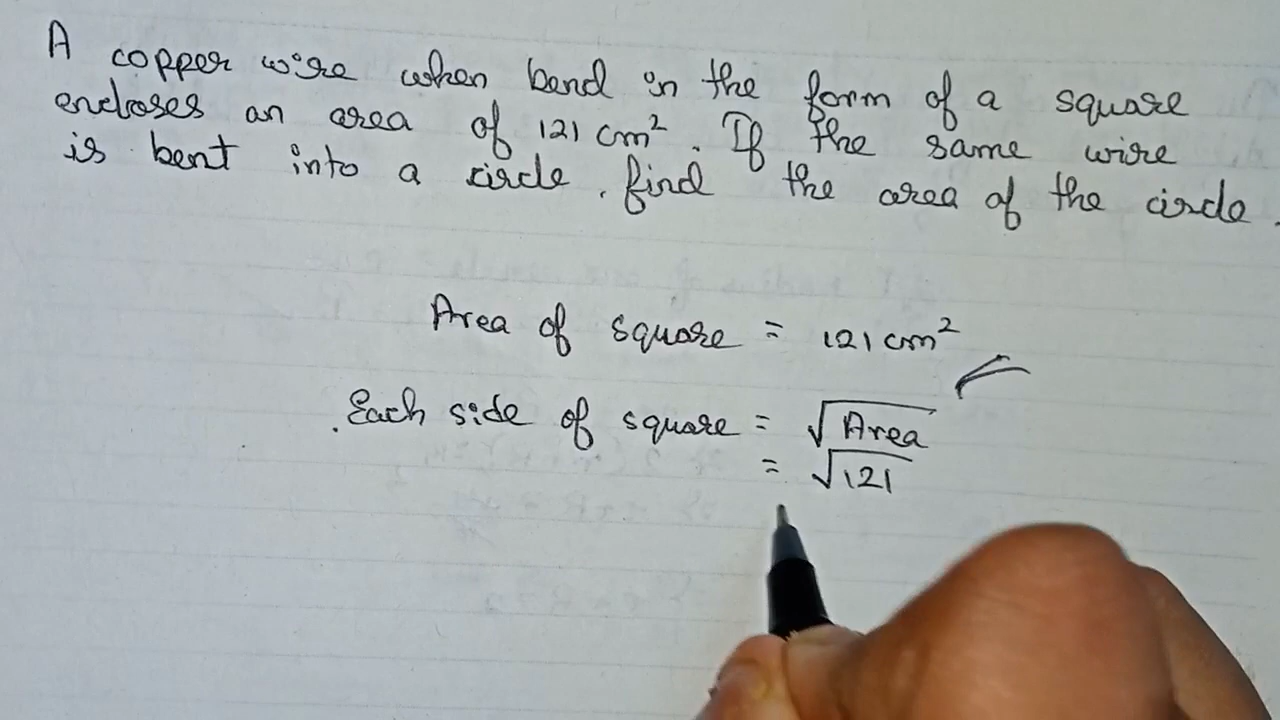 A copper wire when bend in the form of a square
encloses an area of 121 cm². If the same wire
is bent into a circle, find the area of the circle.
Area of square = 121 cm²
Each side of square = √Area
= √121